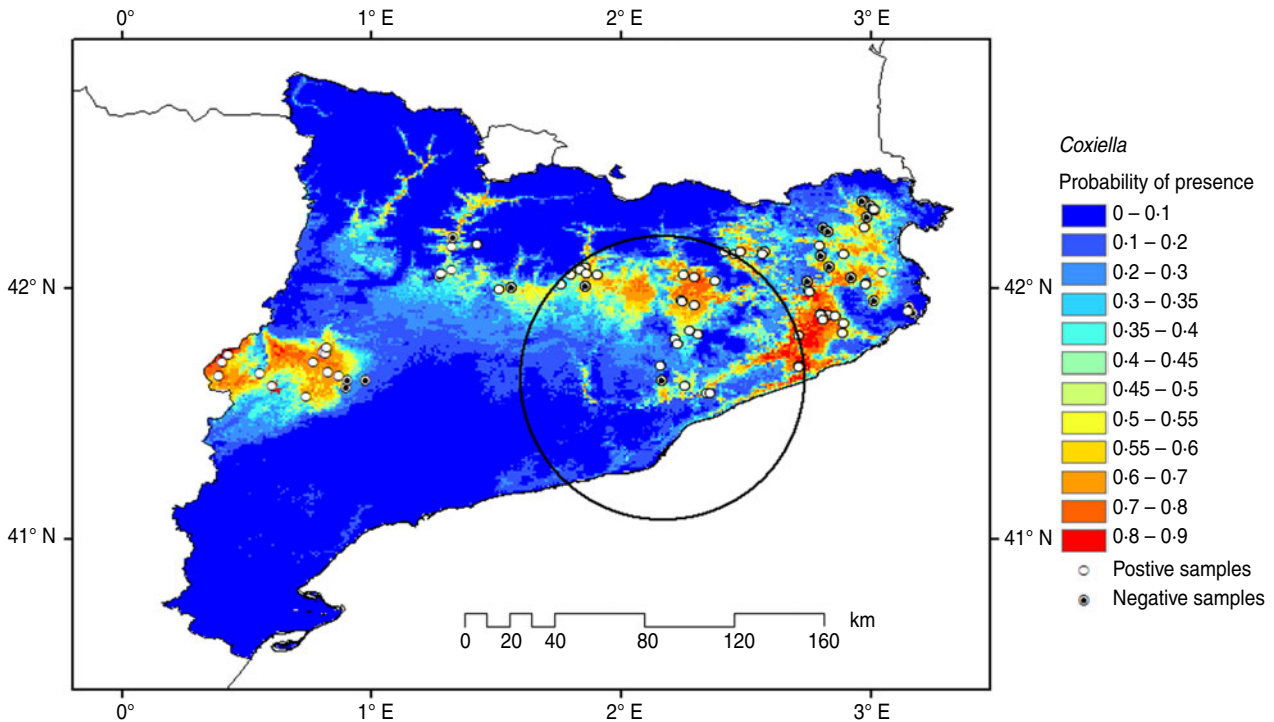 0° 1° E 2° E 3° E
42° N 42° N
41° N 41° N
0 20 40 80 120 160 km
0° 1° E 2° E 3° E
Coxiella
Probability of presence
0 – 0·1
0·1 – 0·2
0·2 – 0·3
0·3 – 0·35
0·35 – 0·4
0·4 – 0·45
0·45 – 0·5
0·5 – 0·55
0·55 – 0·6
0·6 – 0·7
0·7 – 0·8
0·8 – 0·9
Postive samples
Negative samples